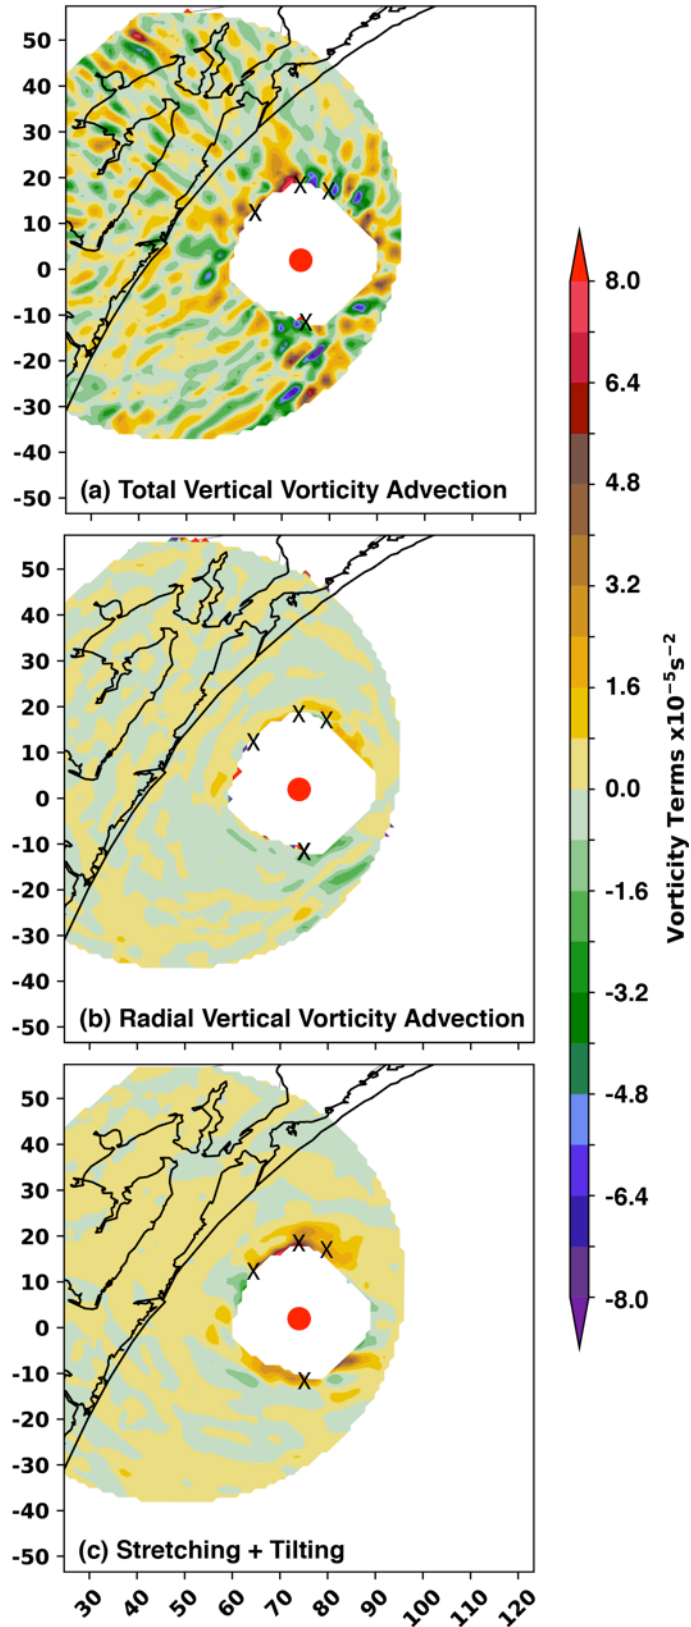 50
40
30
20
10
0
-10
-20
-30
-40
-50
X
X
X
X
(a) Total Vertical Vorticity Advection
50
40
30
20
10
0
-10
-20
-30
-40
-50
X
X
X
X
(b) Radial Vertical Vorticity Advection
50
40
30
20
10
0
-10
-20
-30
-40
-50
X
X
X
X
(c) Stretching + Tilting
30 40 50 60 70 80 90 100 110 120
8.0
6.4
4.8
3.2
1.6
0.0
-1.6
-3.2
-4.8
-6.4
-8.0
Vorticity Terms x10⁻⁵s⁻²